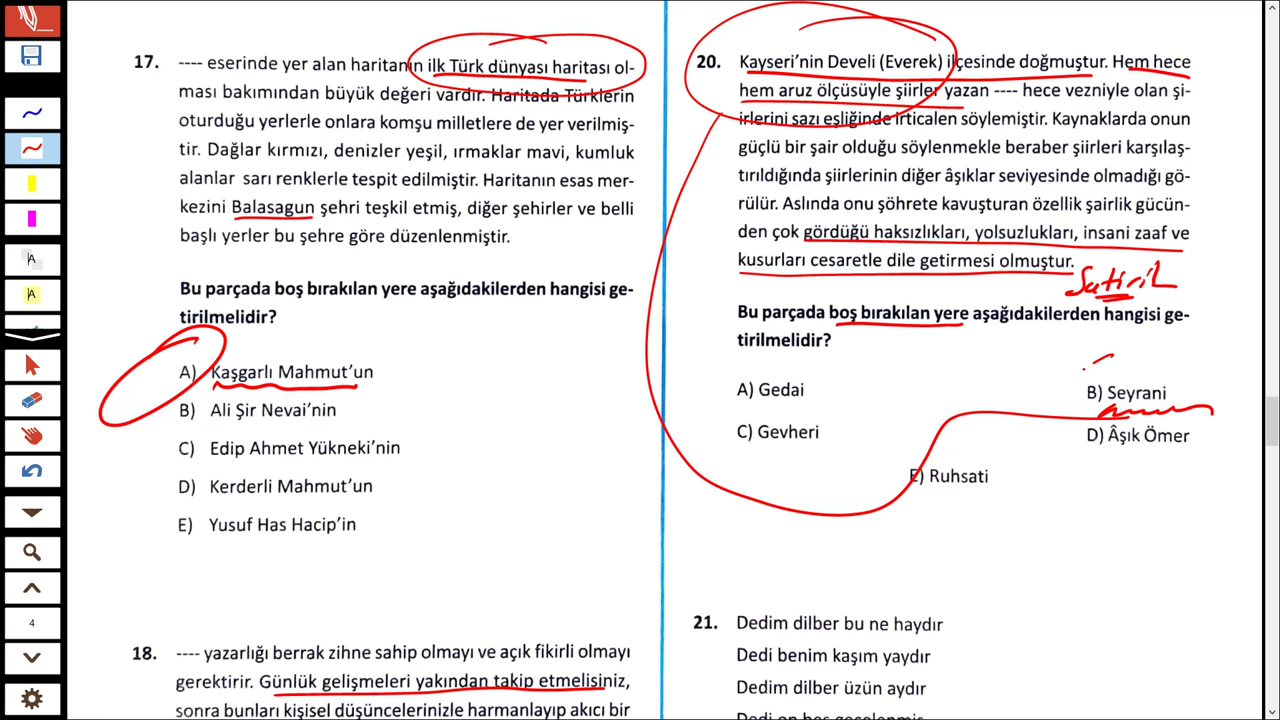 17. ---- eserinde yer alan haritanın ilk Türk dünyası haritası ol-
ması bakımından büyük değeri vardır. Haritada Türklerin
oturduğu yerlerle onlara komşu milletlere de yer verilmiş-
tir. Dağlar kırmızı, denizler yeşil, ırmaklar mavi, kumluk
alanlar sarı renklerle tespit edilmiştir. Haritanın esas mer-
kezini Balasagun şehri teşkil etmiş, diğer şehirler ve belli
başlı yerler bu şehre göre düzenlenmiştir.
Bu parçada boş bırakılan yere aşağıdakilerden hangisi ge-
tirilmelidir?
A) Kaşgarlı Mahmut’un
B) Ali Şir Nevai’nin
C) Edip Ahmet Yükneki’nin
D) Kerderli Mahmut’un
E) Yusuf Has Hacip’in
18. ---- yazarlığı berrak zihne sahip olmayı ve açık fikirli olmayı
gerektirir. Günlük gelişmeleri yakından takip etmelisiniz,
sonra bunları kişisel düşüncelerinizle harmanlayıp akıcı bir
20. Kayseri’nin Develi (Everek) ilçesinde doğmuştur. Hem hece
hem aruz ölçüsüyle şiirler yazan ---- hece vezniyle olan şi-
irlerini sazı eşliğinde irticalen söylemiştir. Kaynaklarda onun
güçlü bir şair olduğu söylenmekle beraber şiirleri karşılaş-
tırıldığında şiirlerinin diğer âşıklar seviyesinde olmadığı gö-
rülür. Aslında onu şöhrete kavuşturan özellik şairlik gücün-
den çok gördüğü haksızlıkları, yolsuzlukları, insani zaaf ve
kusurları cesaretle dile getirmesi olmuştur.
Satirik
Bu parçada boş bırakılan yere aşağıdakilerden hangisi ge-
tirilmelidir?
A) Gedai
B) Seyrani
C) Gevheri
D) Âşık Ömer
E) Ruhsati
21. Dedim dilber bu ne haydır
Dedi benim kaşım yaydır
Dedim dilber üzün aydır
4
A
A